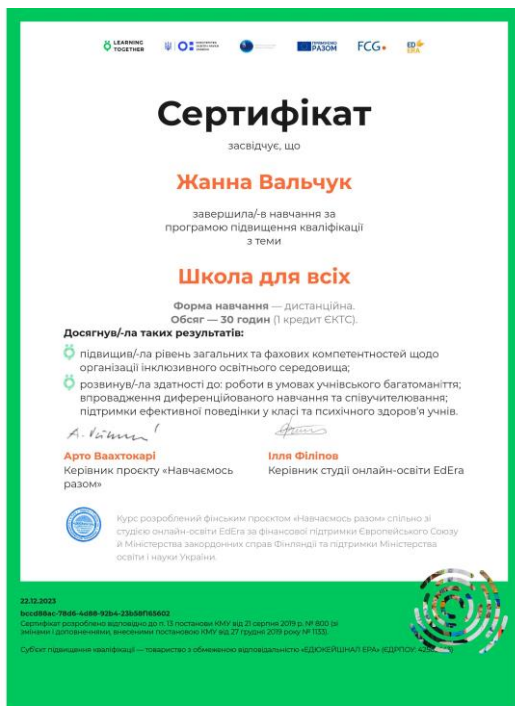 LEARNING
TOGETHER
РАЗОМ
FCG
ED
ERA
Сертифікат
засвідчує, що
Жанна Вальчук
завершила/-в навчання за
програмою підвищення кваліфікації
з теми
Школа для всіх
Форма навчання — дистанційна.
Обсяг — 30 годин (1 кредит ЄКТС).
Досягнув/-ла таких результатів:
підвищив/-ла рівень загальних та фахових компетентностей щодо
організації інклюзивного освітнього середовища;
розвинув/-ла здатності до: роботи в умовах учнівського багатоманіття;
впровадження диференційованого навчання та співучителювання;
підтримки ефективної поведінки у класі та психічного здоров'я учнів.
Арто Ваахтокарі
Керівник проєкту «Навчаємось
разом»
Ілля Філіпов
Керівник студії онлайн-освіти EdEra
Курс розроблений фінським проєктом «Навчаємось разом» спільно зі
студією онлайн-освіти EdEra за фінансової підтримки Європейського Союзу
й Міністерства закордонних справ Фінляндії та підтримки Міністерства
освіти і науки України.
22.12.2023
bccd88ac-78d6-4d88-92b4-23b58f165602
Сертифікат розроблено відповідно до п. 13 постанови КМУ від 21 серпня 2019 р. № 800 (зі
змінами і доповненнями, внесеними постановою КМУ від 27 грудня 2019 року № 1133).
Суб'єкт підвищення кваліфікації — товариство з обмеженою відповідальністю «ЕДЮКЕЙШНАЛ ЕРА» (ЄДРПОУ: